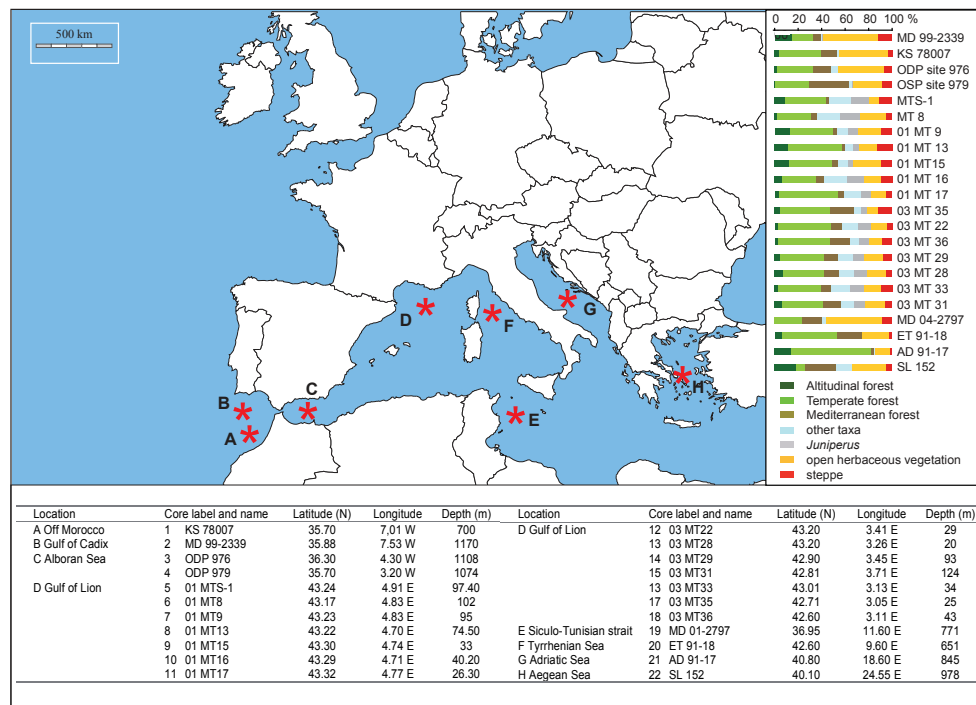 500 km
0 20 40 60 80 100 %
MD 99-2339
KS 78007
ODP site 976
OSP site 979
MTS-1
MT 8
01 MT 9
01 MT 13
01 MT15
01 MT 16
01 MT 17
03 MT 35
03 MT 22
03 MT 36
03 MT 29
03 MT 28
03 MT 33
03 MT 31
MD 04-2797
ET 91-18
AD 91-17
SL 152
Altitudinal forest
Temperate forest
Mediterranean forest
other taxa
Juniperus
open herbaceous vegetation
steppe
D
F
G
H
B
C
A
E
Location Core label and name Latitude (N) Longitude Depth (m) Location Core label and name Latitude (N) Longitude Depth (m)
A Off Morocco 1 KS 78007 35.70 7,01 W 700 D Gulf of Lion 12 03 MT22 43.20 3.41 E 29
B Gulf of Cadix 2 MD 99-2339 35.88 7.53 W 1170 13 03 MT28 43.20 3.26 E 20
C Alboran Sea 3 ODP 976 36.30 4.30 W 1108 14 03 MT29 42.90 3.45 E 93
4 ODP 979 35.70 3.20 W 1074 15 03 MT31 42.81 3.71 E 124
D Gulf of Lion 5 01 MTS-1 43.24 4.91 E 97.40 13 03 MT33 43.01 3.13 E 34
6 01 MT8 43.17 4.83 E 102 17 03 MT35 42.71 3.05 E 25
7 01 MT9 43.23 4.83 E 95 18 03 MT36 42.60 3.11 E 43
8 01 MT13 43.22 4.70 E 74.50 E Siculo-Tunisian strait 19 MD 01-2797 36.95 11.60 E 771
9 01 MT15 43.30 4.74 E 33 F Tyrrhenian Sea 20 ET 91-18 42.60 9.60 E 651
10 01 MT16 43.29 4.71 E 40.20 G Adriatic Sea 21 AD 91-17 40.80 18.60 E 845
11 01 MT17 43.32 4.77 E 26.30 H Aegean Sea 22 SL 152 40.10 24.55 E 978